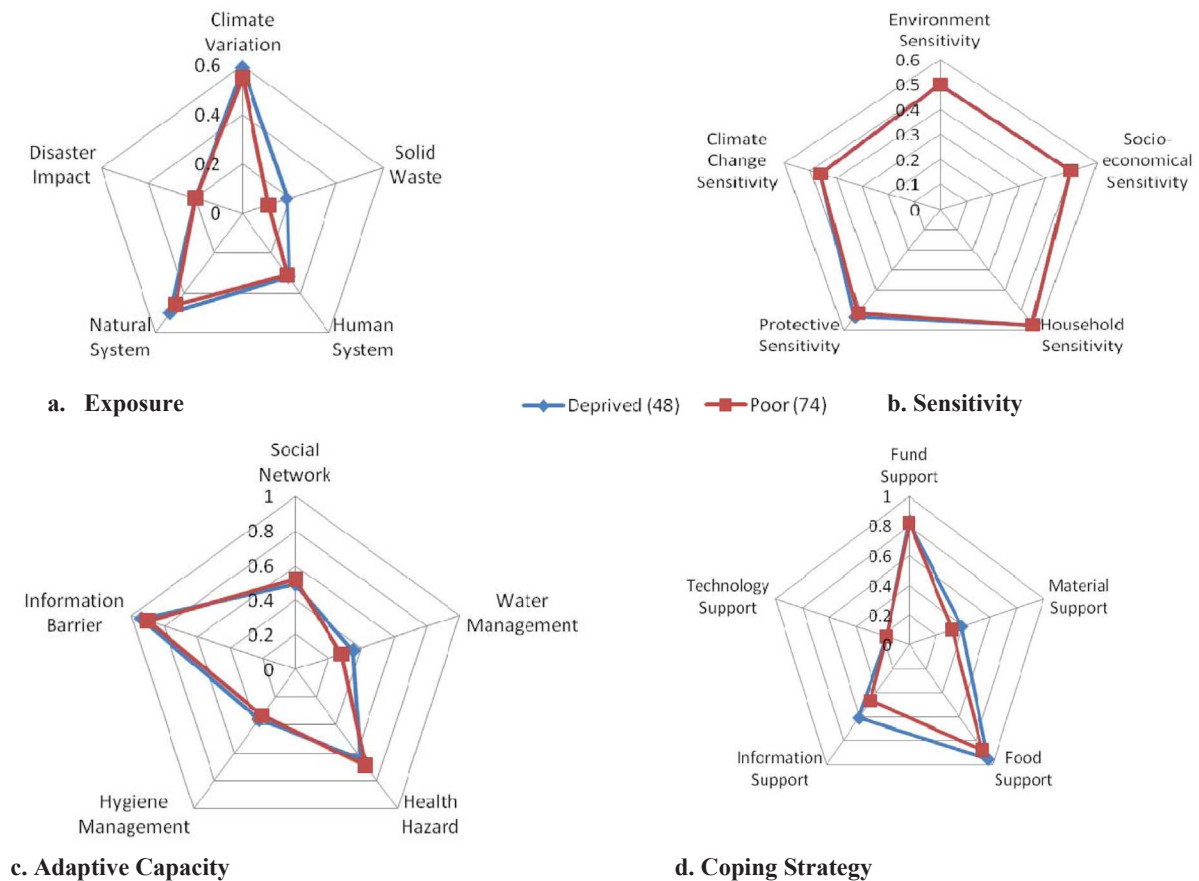 Climate
Variation
0.6
0.4
0.2
0
Disaster
Impact
Solid
Waste
Natural
System
Human
System
a. Exposure
Environment
Sensitivity
0.6
0.5
0.4
0.3
0.2
0.1
0
Climate
Change
Sensitivity
Socio-
economical
Sensitivity
Protective
Sensitivity
Household
Sensitivity
Deprived (48)
Poor (74)
b. Sensitivity
Social
Network
1
0.8
0.6
0.4
0.2
0
Information
Barrier
Water
Management
Hygiene
Management
Health
Hazard
c. Adaptive Capacity
Fund
Support
1
0.8
0.6
0.4
0.2
0
Technology
Support
Material
Support
Information
Support
Food
Support
d. Coping Strategy